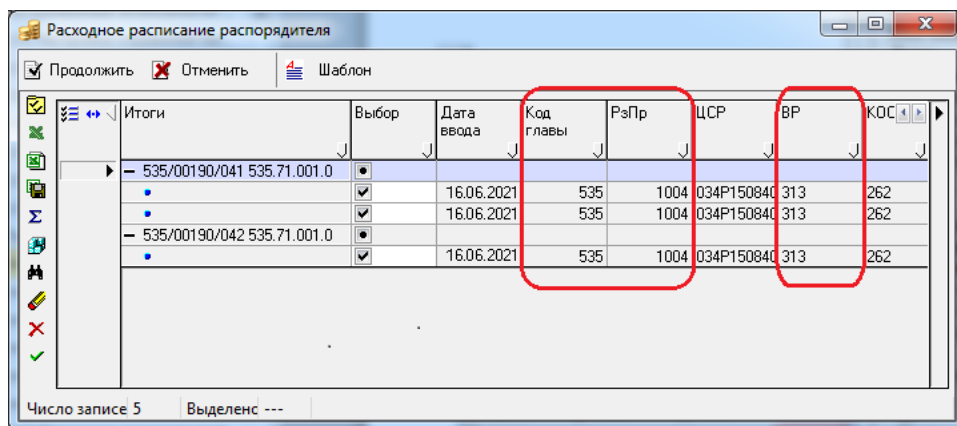 Расходное расписание распорядителя
Продолжить Отменить Шаблон
Итоги Выбор Дата ввода Код главы РзПр ЦСР ВР КОС
535/00190/041 535.71.001.0
16.06.2021 535 1004 034P150840 313 262
16.06.2021 535 1004 034P150840 313 262
535/00190/042 535.71.001.0
16.06.2021 535 1004 034P150840 313 262
Число записе 5 Выделенс ---